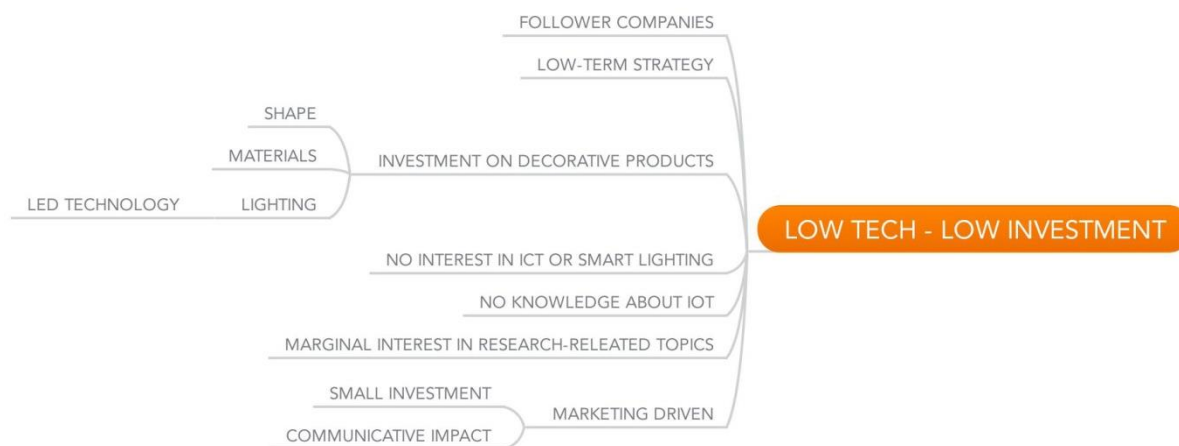 FOLLOWER COMPANIES
LOW-TERM STRATEGY
SHAPE
MATERIALS
INVESTMENT ON DECORATIVE PRODUCTS
LED TECHNOLOGY
LIGHTING
LOW TECH - LOW INVESTMENT
NO INTEREST IN ICT OR SMART LIGHTING
NO KNOWLEDGE ABOUT IOT
MARGINAL INTEREST IN RESEARCH-RELEATED TOPICS
SMALL INVESTMENT
MARKETING DRIVEN
COMMUNICATIVE IMPACT